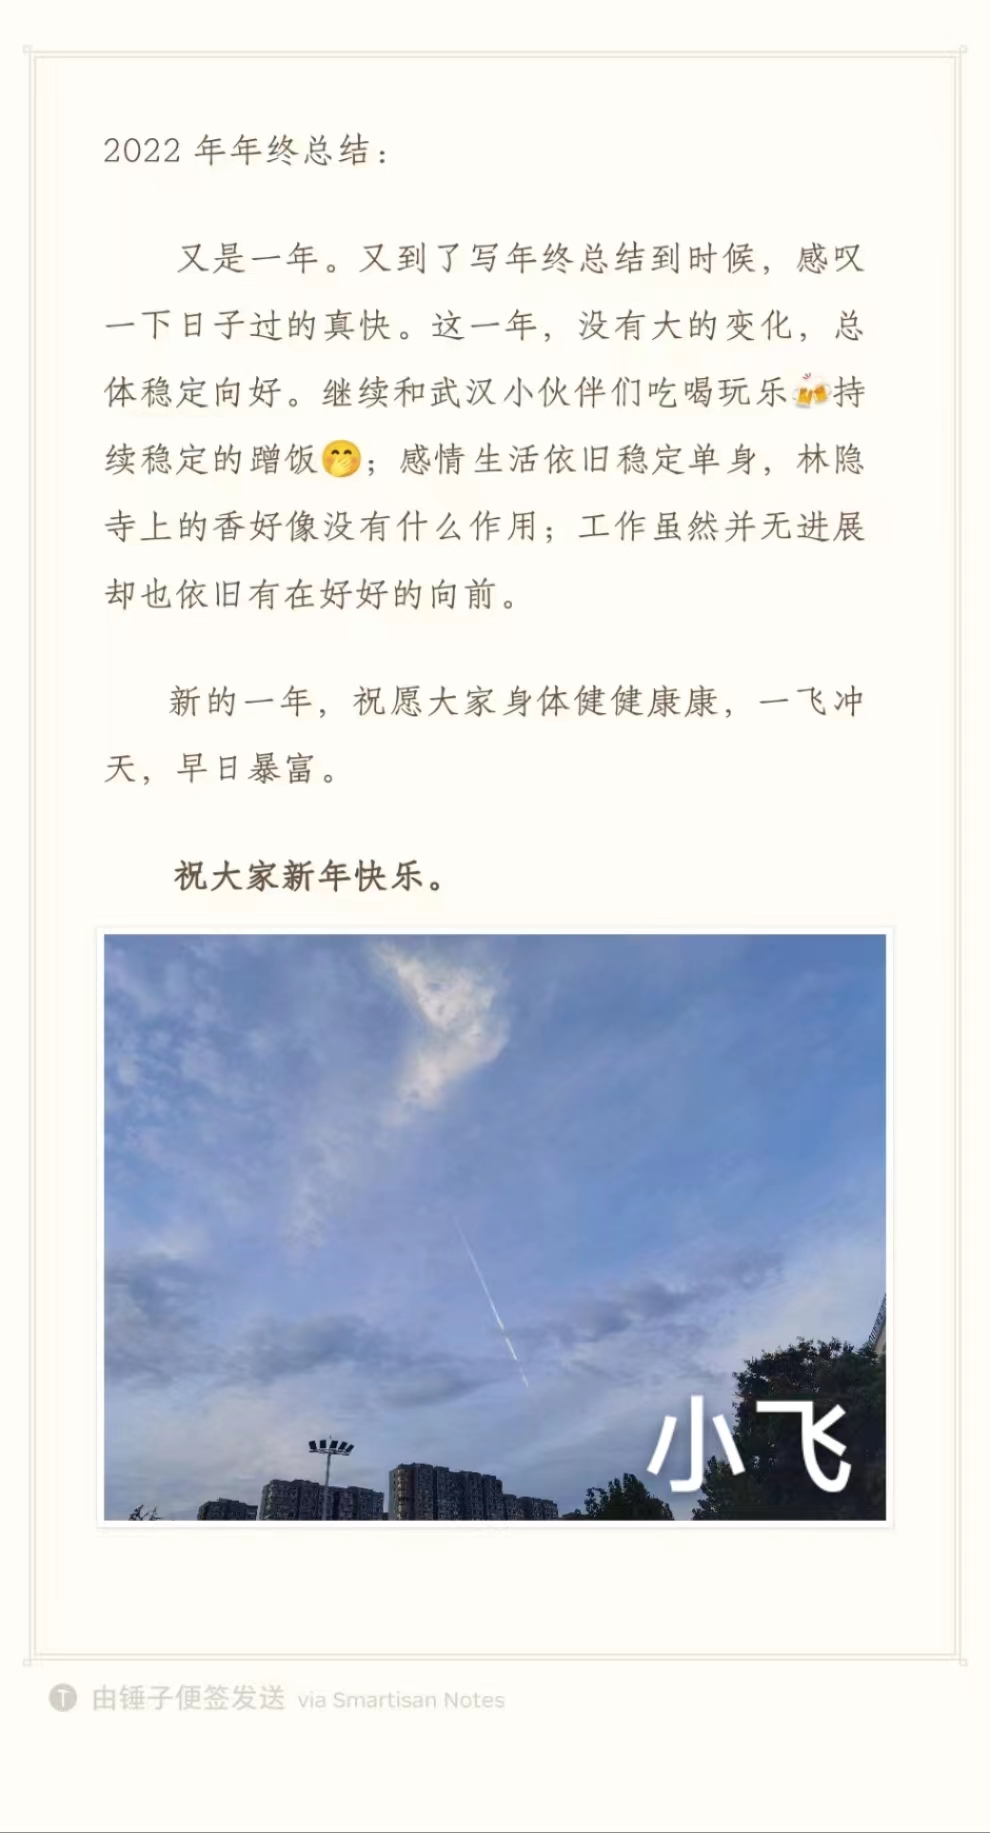 2022 年年终总结：
又是一年。又到了写年终总结到时候，感叹
一下日子过的真快。这一年，没有大的变化，总
体稳定向好。继续和武汉小伙伴们吃喝玩乐🍻持
续稳定的蹭饭🤭；感情生活依旧稳定单身，林隐
寺上的香好像没有什么作用；工作虽然并无进展
却也依旧有在好好的向前。
新的一年，祝愿大家身体健健康康，一飞冲
天，早日暴富。
祝大家新年快乐。
小飞
T 由锤子便签发送 via Smartisan Notes